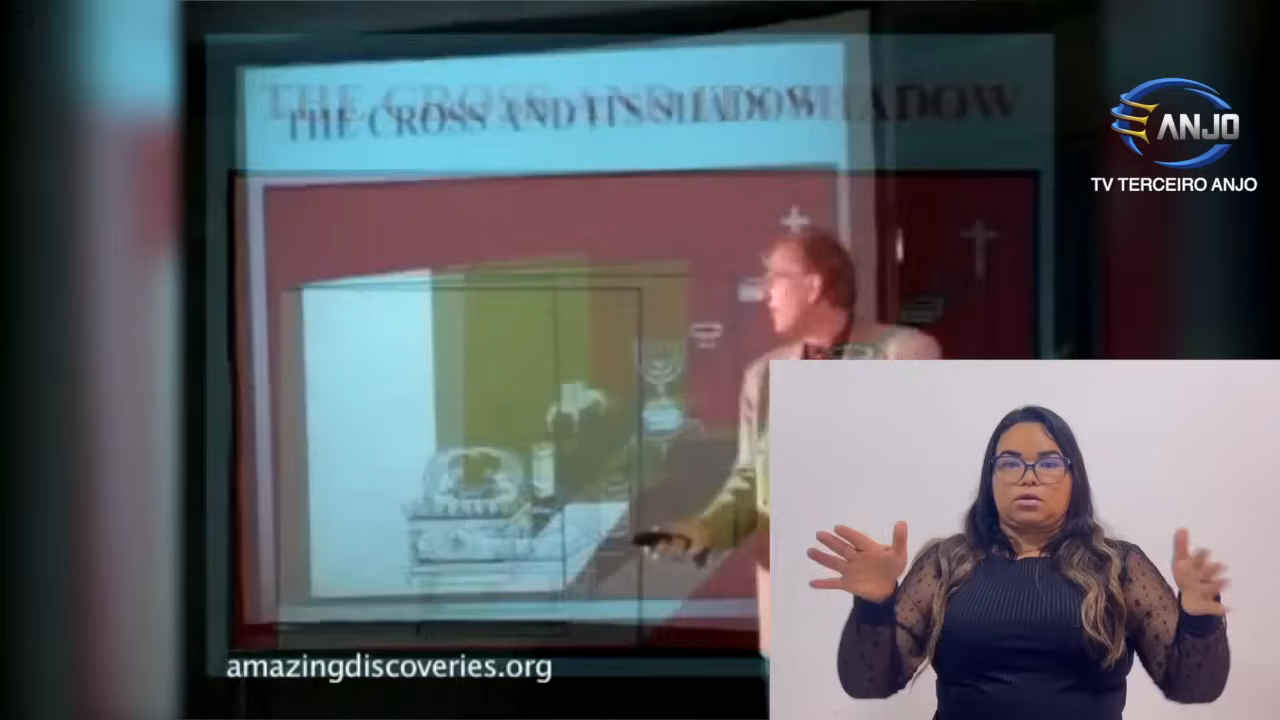 THE CROSS AND ITS SHADOW
ANJO
TV TERCEIRO ANJO
amazingdiscoveries.org